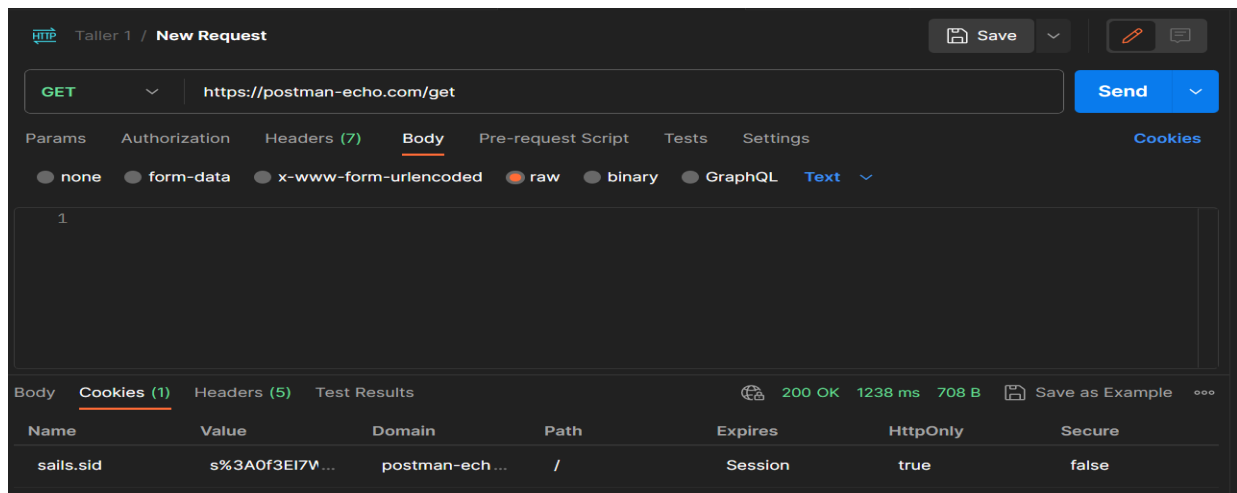 HTTP Taller 1 / New Request Save
GET https://postman-echo.com/get Send
Params Authorization Headers (7) Body Pre-request Script Tests Settings Cookies
none form-data x-www-form-urlencoded raw binary GraphQL Text
1
Body Cookies (1) Headers (5) Test Results 200 OK 1238 ms 708 B Save as Example
Name Value Domain Path Expires HttpOnly Secure
sails.sid s%3A0f3EI7W... postman-ech... / Session true false